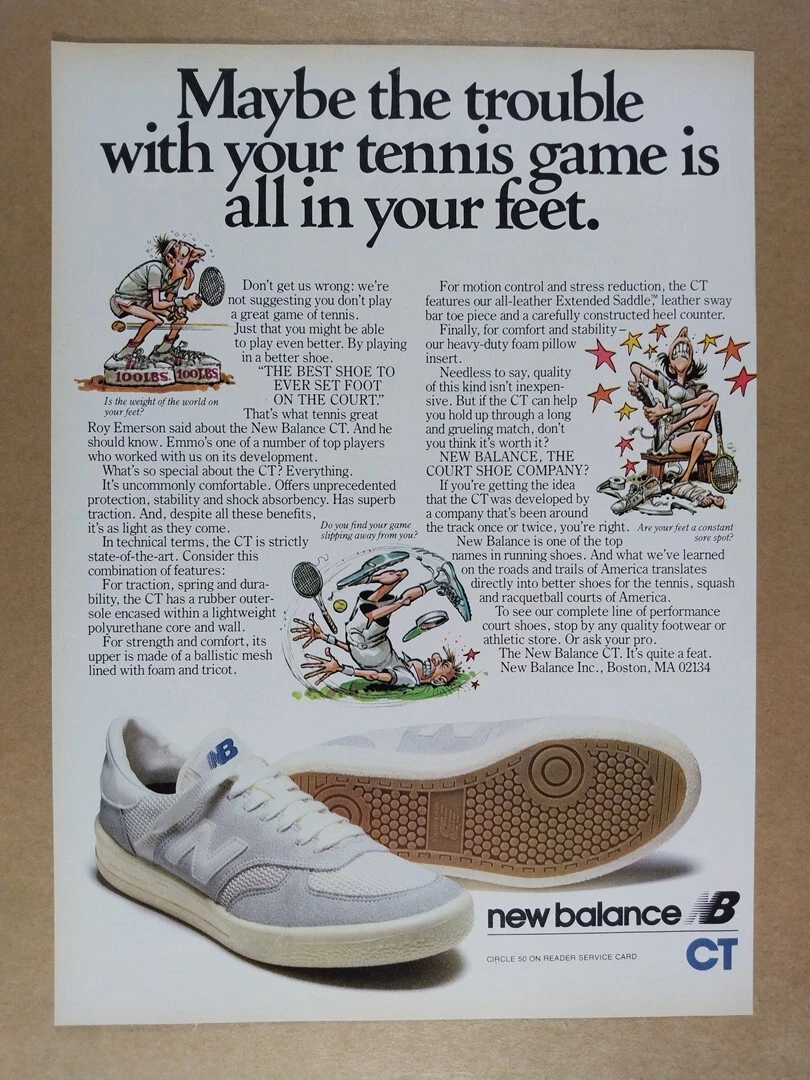 Maybe the trouble
with your tennis game is
all in your feet.
100 LBS. 100 LBS.
Is the weight of the world on
your feet?
Don't get us wrong: we're
not suggesting you don't play
a great game of tennis.
Just that you might be able
to play even better. By playing
in a better shoe.
"THE BEST SHOE TO
EVER SET FOOT
ON THE COURT."
That's what tennis great
Roy Emerson said about the New Balance CT. And he
should know. Emmo's one of a number of top players
who worked with us on its development.
What's so special about the CT? Everything.
It's uncommonly comfortable. Offers unprecedented
protection, stability and shock absorbency. Has superb
traction. And, despite all these benefits,
it's as light as they come.
In technical terms, the CT is strictly
state-of-the-art. Consider this
combination of features:
For traction, spring and dura-
bility, the CT has a rubber outer-
sole encased within a lightweight
polyurethane core and wall.
For strength and comfort, its
upper is made of a ballistic mesh
lined with foam and tricot.
Do you find your game
slipping away from you?
For motion control and stress reduction, the CT
features our all-leather Extended Saddle,™ leather sway
bar toe piece and a carefully constructed heel counter.
Finally, for comfort and stability–
our heavy-duty foam pillow
insert.
Needless to say, quality
of this kind isn't inexpen-
sive. But if the CT can help
you hold up through a long
and grueling match, don't
you think it's worth it?
NEW BALANCE, THE
COURT SHOE COMPANY?
If you're getting the idea
that the CT was developed by
a company that's been around
the track once or twice, you're right.
Are your feet a constant
sore spot?
New Balance is one of the top
names in running shoes. And what we've learned
on the roads and trails of America translates
directly into better shoes for the tennis, squash
and racquetball courts of America.
To see our complete line of performance
court shoes, stop by any quality footwear or
athletic store. Or ask your pro.
The New Balance CT. It's quite a feat.
New Balance Inc., Boston, MA 02134
NB
N
new balance NB
CT
CIRCLE 50 ON READER SERVICE CARD